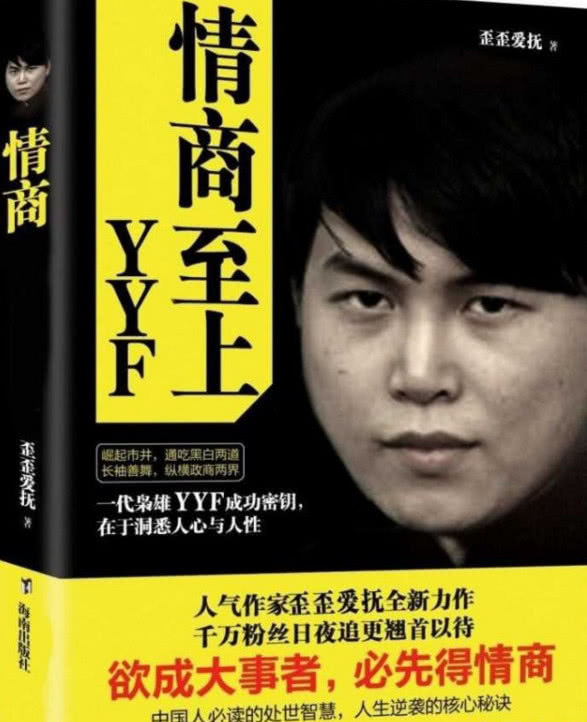 歪歪爱抚 著
情商至上
YYF
崛起市井，通吃黑白两道
长袖善舞，纵横政商两界
一代枭雄YYF成功密钥，
在于洞悉人心与人性
人气作家歪歪爱抚全新力作
千万粉丝日夜追更翘首以待
欲成大事者，必先得情商
中国人必读的处世智慧，人生逆袭的核心秘诀
情商
歪歪爱抚 著
海南出版社